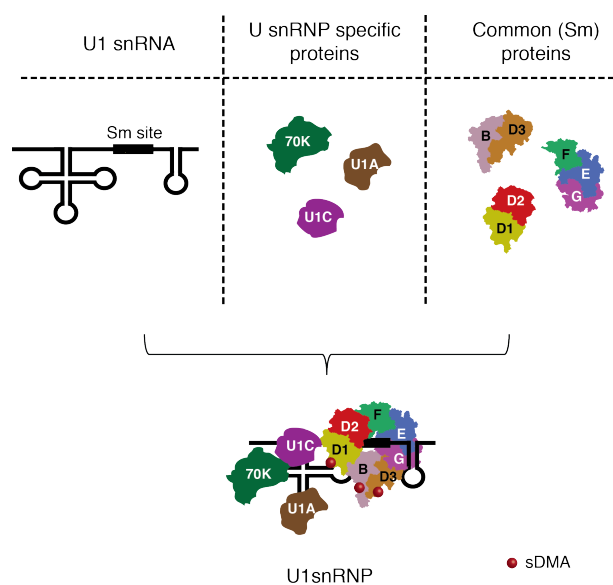 U1 snRNA
U snRNP specific
proteins
Common (Sm)
proteins
Sm site
70K
U1A
U1C
B
D3
F
E
G
D2
D1
F
D2
E
U1C
D1
G
B
D3
70K
U1A
sDMA
U1snRNP